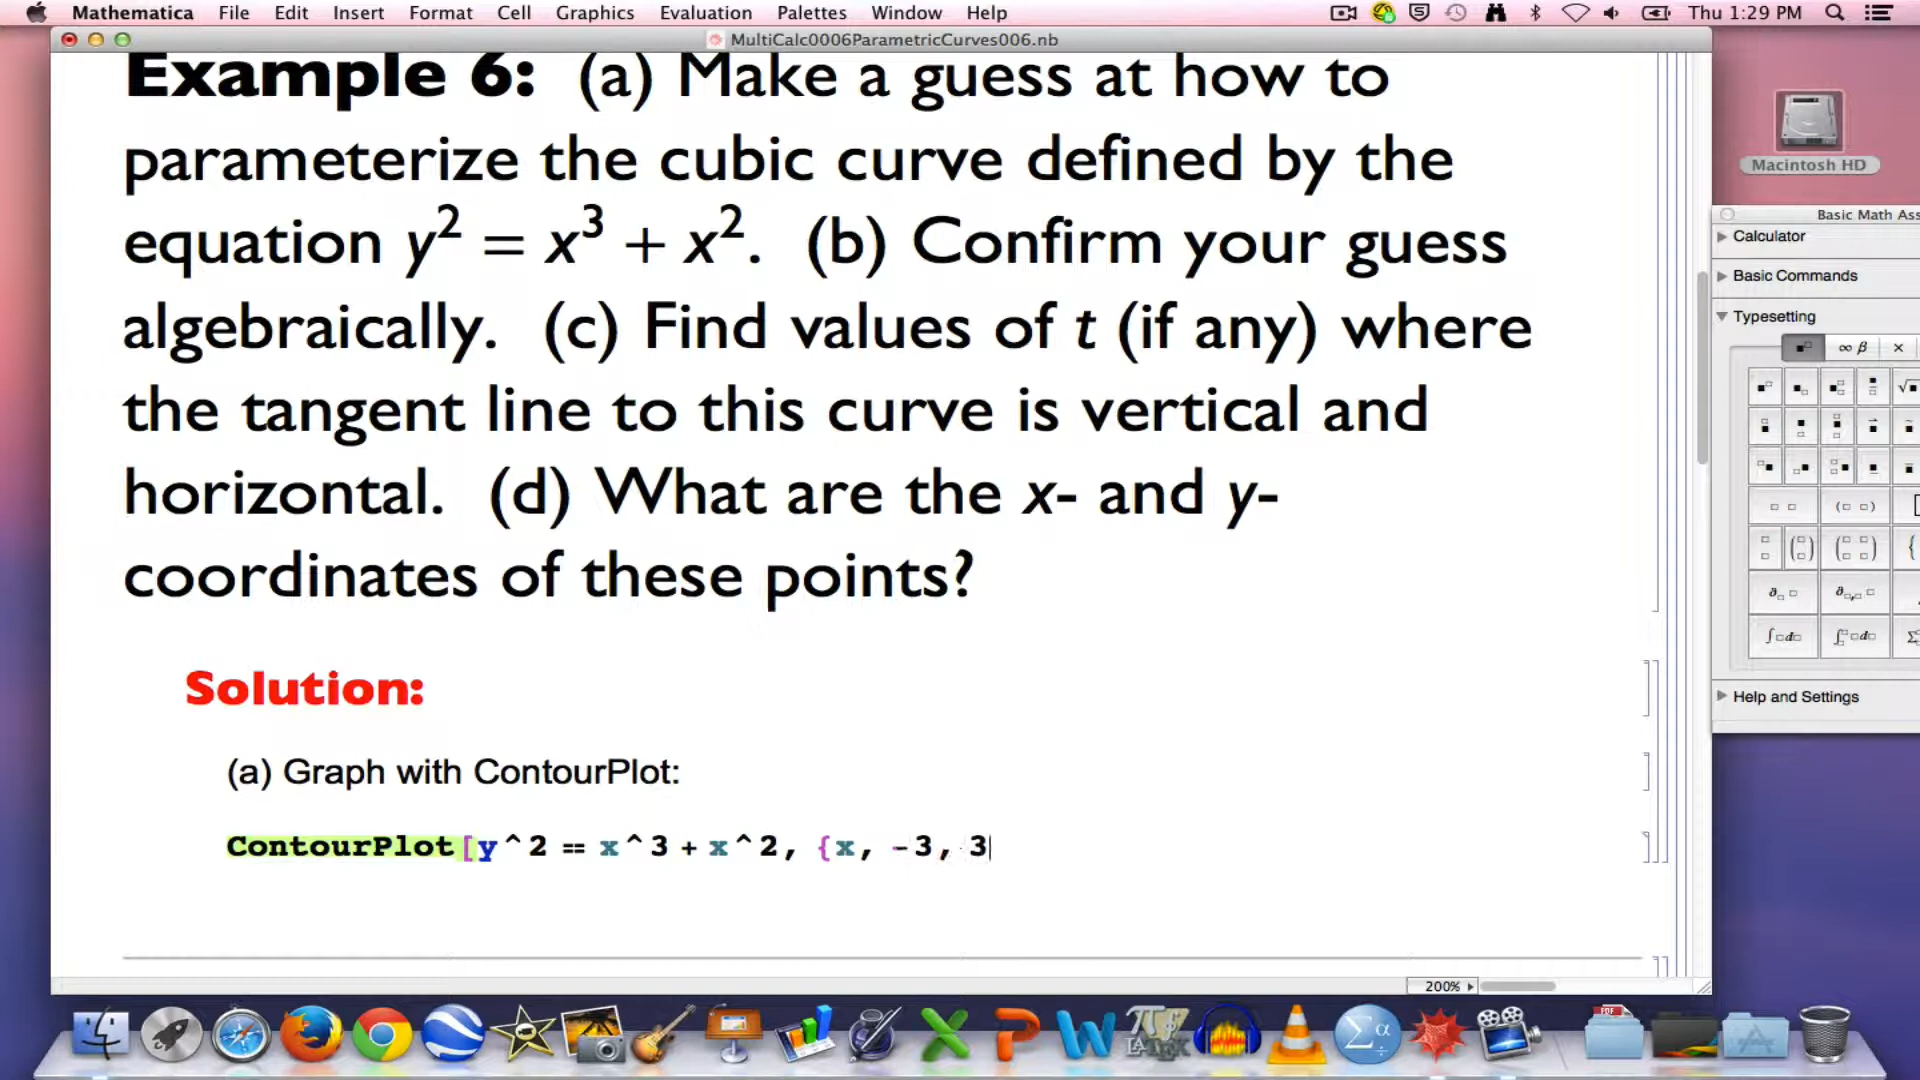 Mathematica File Edit Insert Format Cell Graphics Evaluation Palettes Window Help Thu 1:29 PM
MultiCalc0006ParametricCurves006.nb
Example 6: (a) Make a guess at how to
parameterize the cubic curve defined by the
equation y² = x³ + x². (b) Confirm your guess
algebraically. (c) Find values of t (if any) where
the tangent line to this curve is vertical and
horizontal. (d) What are the x- and y-
coordinates of these points?
Solution:
(a) Graph with ContourPlot:
ContourPlot[y^2 == x^3 + x^2, {x, -3, 3
200%
Macintosh HD
Basic Math Ass
Calculator
Basic Commands
Typesetting
∞ β ×
Help and Settings